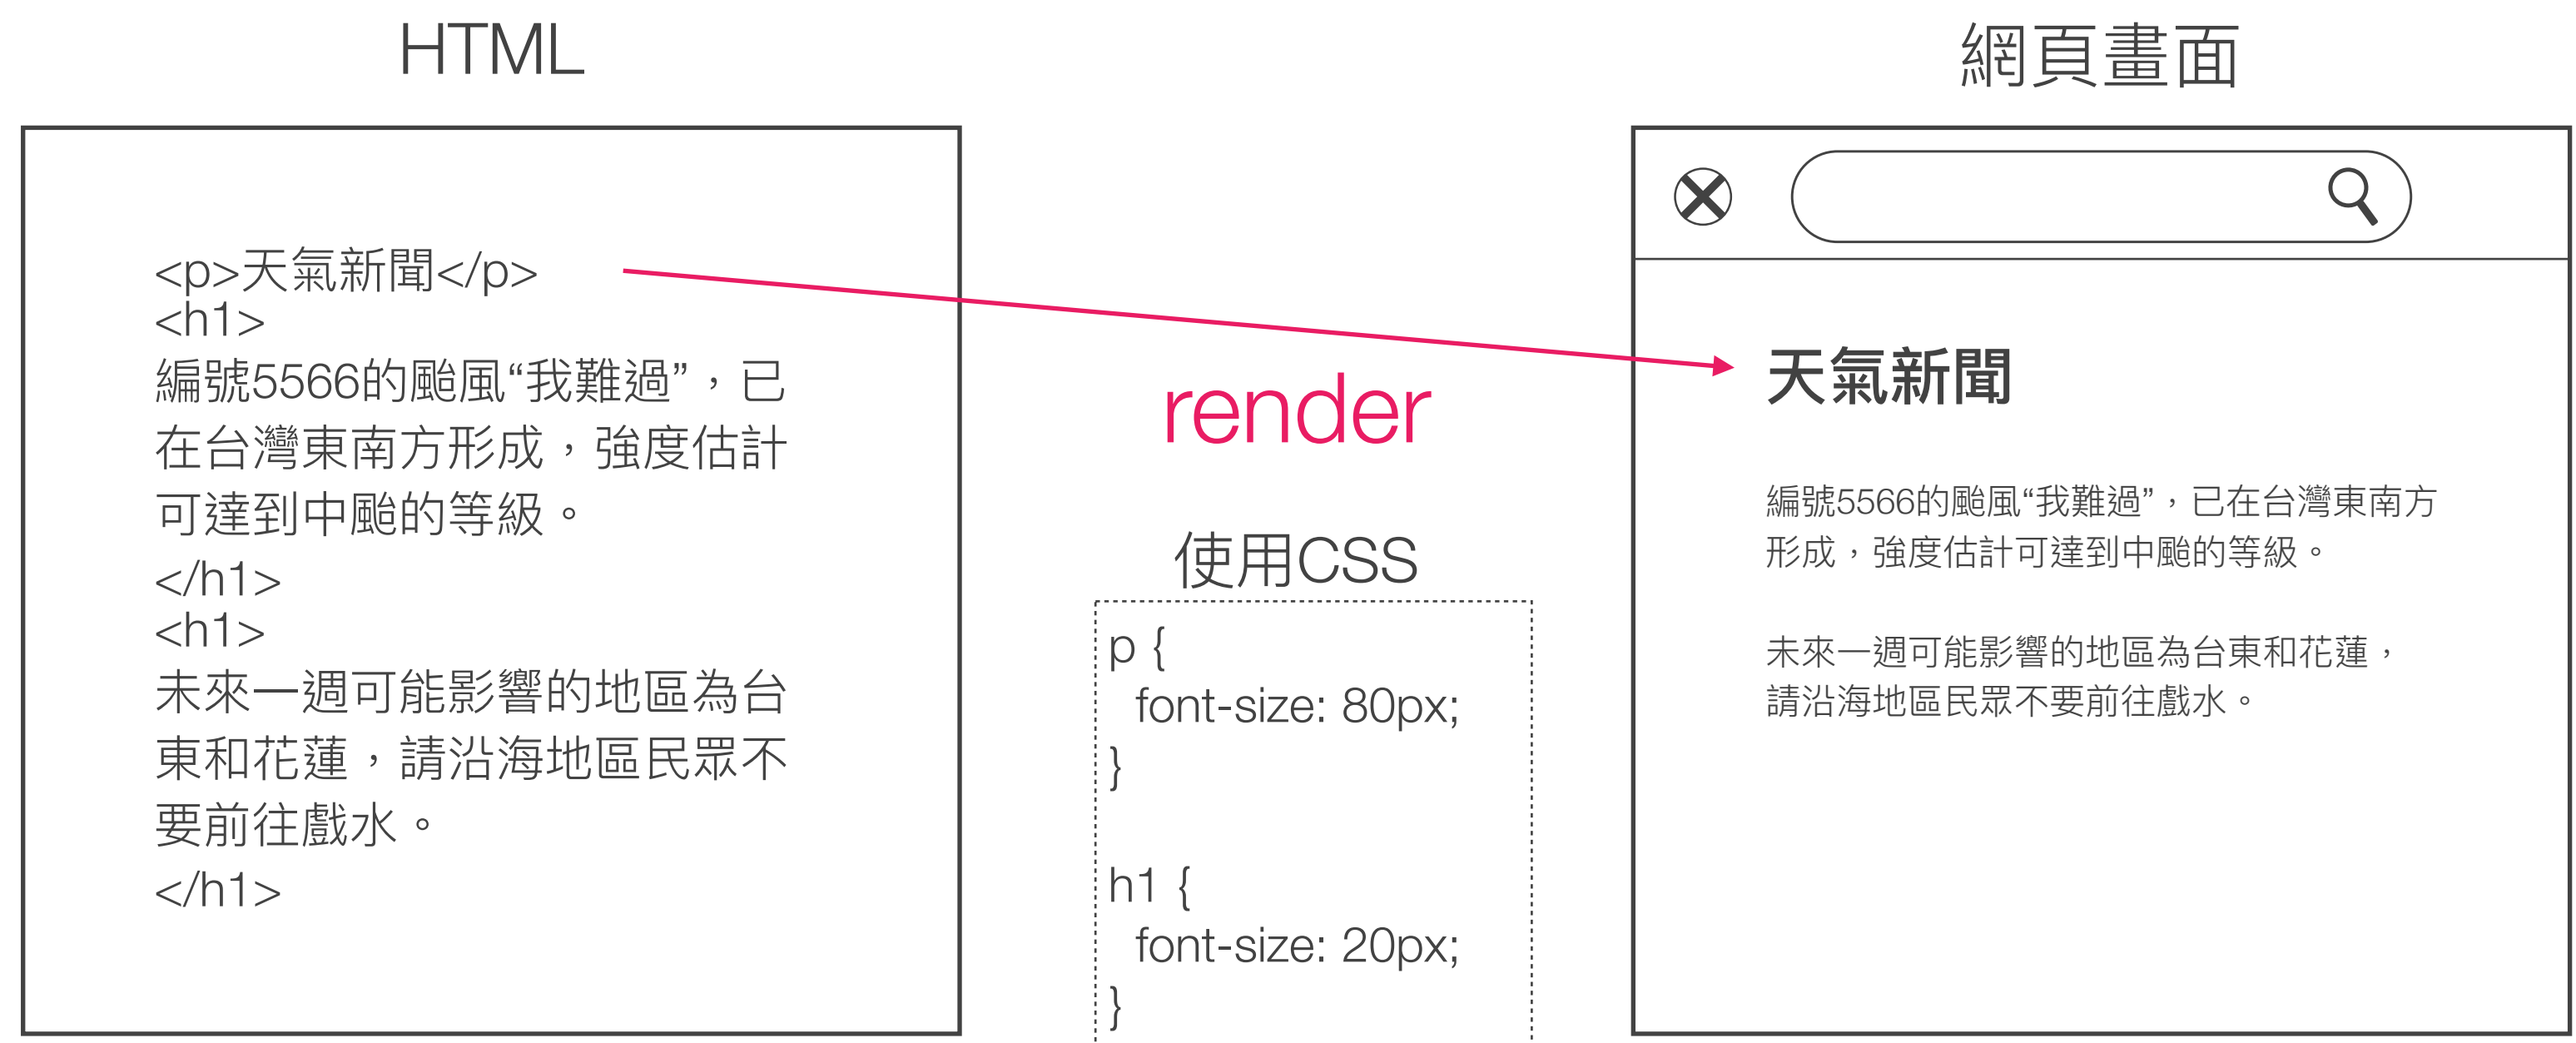 HTML
<p>天氣新聞</p>
<h1>
編號5566的颱風“我難過”，已
在台灣東南方形成，強度估計
可達到中颱的等級。
</h1>
<h1>
未來一週可能影響的地區為台
東和花蓮，請沿海地區民眾不
要前往戲水。
</h1>
render
使用CSS
p {
  font-size: 80px;
}
h1 {
  font-size: 20px;
}
網頁畫面
天氣新聞
編號5566的颱風“我難過”，已在台灣東南方
形成，強度估計可達到中颱的等級。
未來一週可能影響的地區為台東和花蓮，
請沿海地區民眾不要前往戲水。